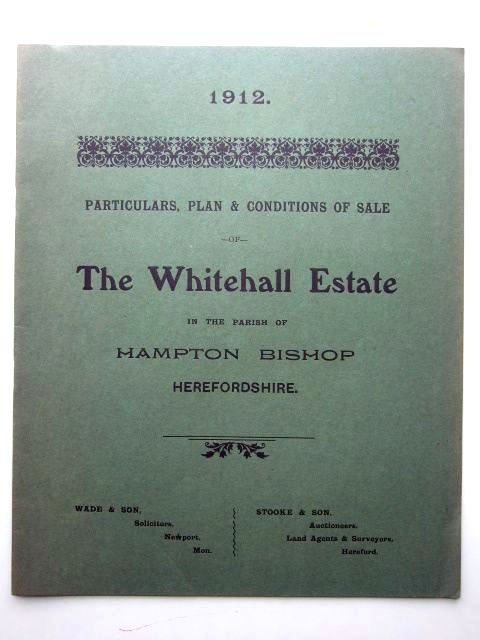 1912.
PARTICULARS, PLAN & CONDITIONS OF SALE
—OF—
The Whitehall Estate
IN THE PARISH OF
HAMPTON BISHOP
HEREFORDSHIRE.
WADE & SON,
Solicitors,
Newport,
Mon.
STOOKE & SON,
Auctioneers,
Land Agents & Surveyors,
Hereford.